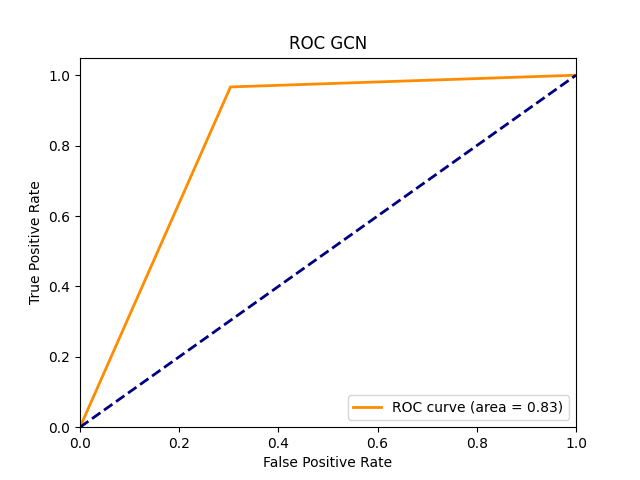 ROC GCN
True Positive Rate
1.0
0.8
0.6
0.4
0.2
0.0
0.0 0.2 0.4 0.6 0.8 1.0
False Positive Rate
ROC curve (area = 0.83)